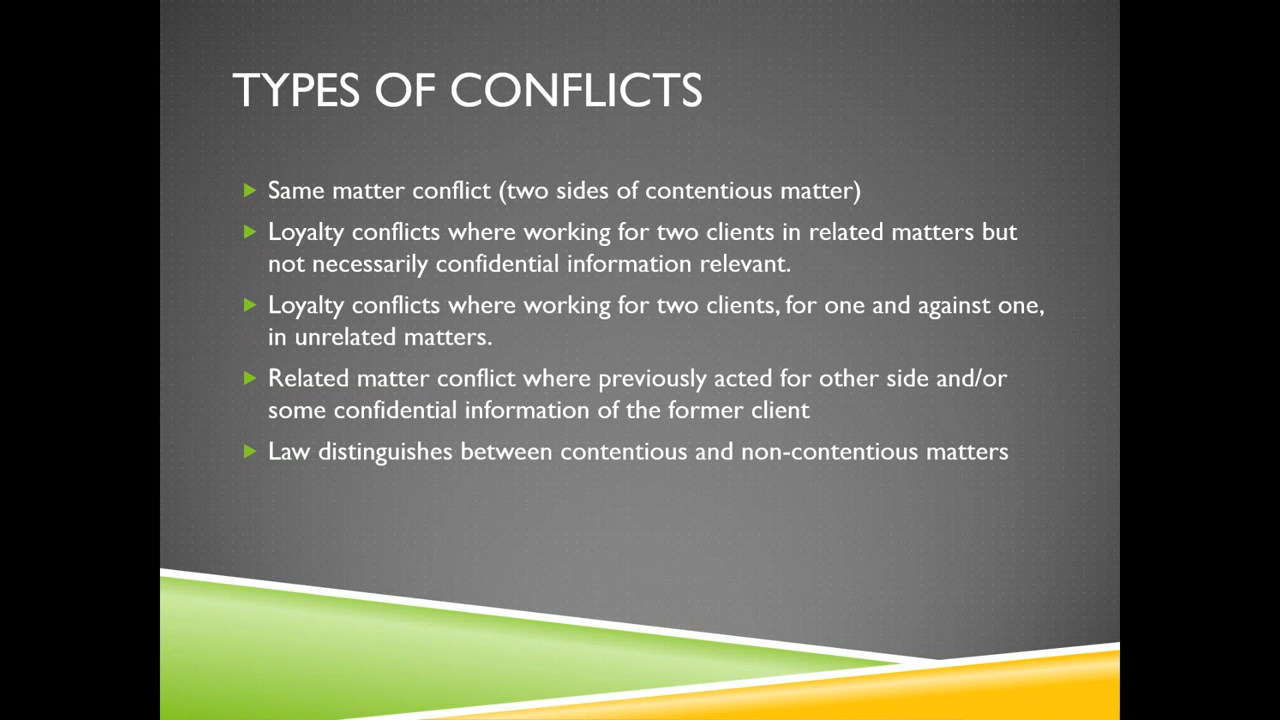 TYPES OF CONFLICTS
Same matter conflict (two sides of contentious matter)
Loyalty conflicts where working for two clients in related matters but
not necessarily confidential information relevant.
Loyalty conflicts where working for two clients, for one and against one,
in unrelated matters.
Related matter conflict where previously acted for other side and/or
some confidential information of the former client
Law distinguishes between contentious and non-contentious matters